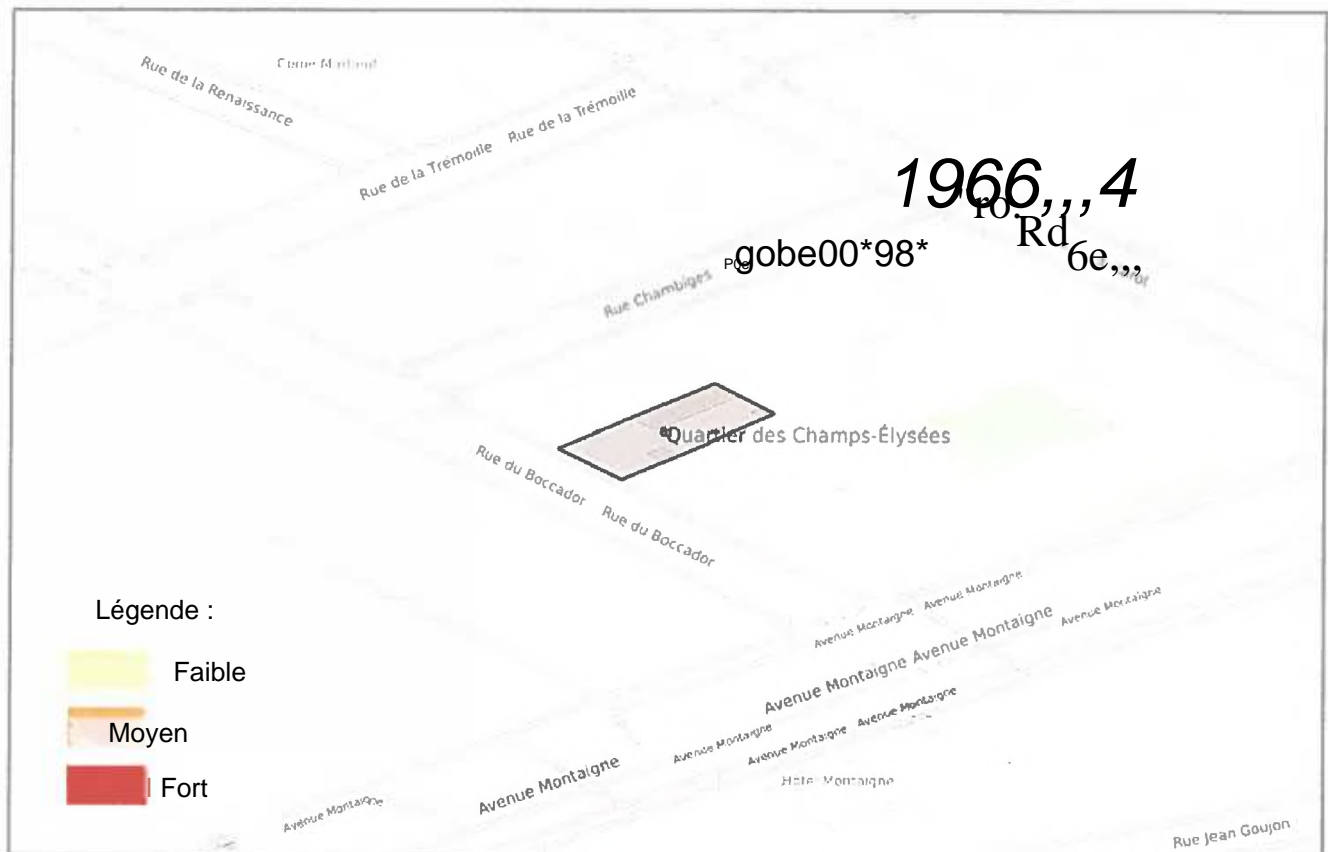 Rue de la Renaissance
Rue de la Trémoille
Rue de la Trémoille
1966,,,4
ro.
Rd
6e,,,
gobe00*98*
Rue Chambiges
Quartier des Champs-Élysées
Rue du Boccador
Rue du Boccador
Légende :
Faible
Moyen
Fort
Avenue Montaigne
Avenue Montaigne
Avenue Montaigne
Avenue Montaigne
Avenue Montaigne
Avenue Montaigne
Avenue Montaigne
Avenue Montaigne
Avenue Montaigne
Avenue Montaigne
Hotel Montaigne
Rue Jean Goujon